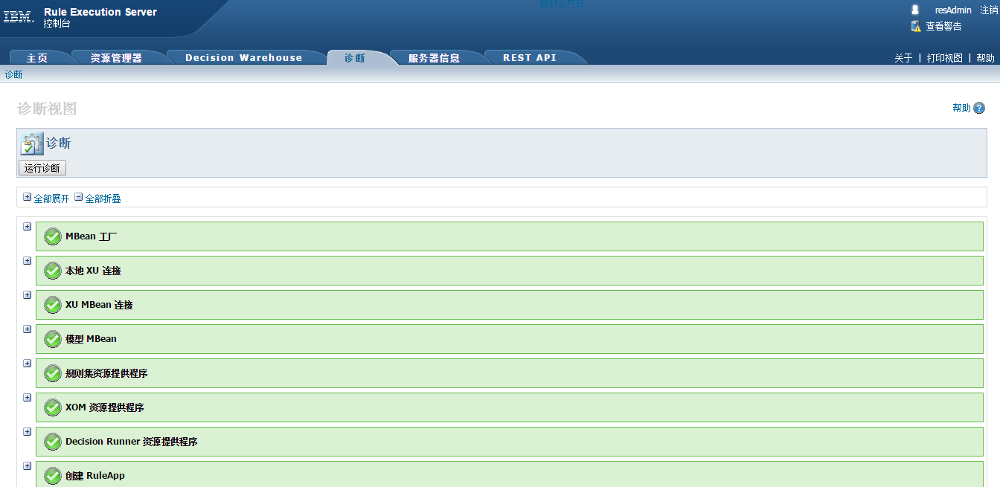 跳到主内容
IBM. Rule Execution Server
控制台
resAdmin 注销
查看警告
主页 资源管理器 Decision Warehouse 诊断 服务器信息 REST API
关于 | 打印视图 | 帮助
诊断
诊断视图
帮助 ?
诊断
运行诊断
全部展开 全部折叠
MBean 工厂
本地 XU 连接
XU MBean 连接
模型 MBean
规则集资源提供程序
XOM 资源提供程序
Decision Runner 资源提供程序
创建 RuleApp